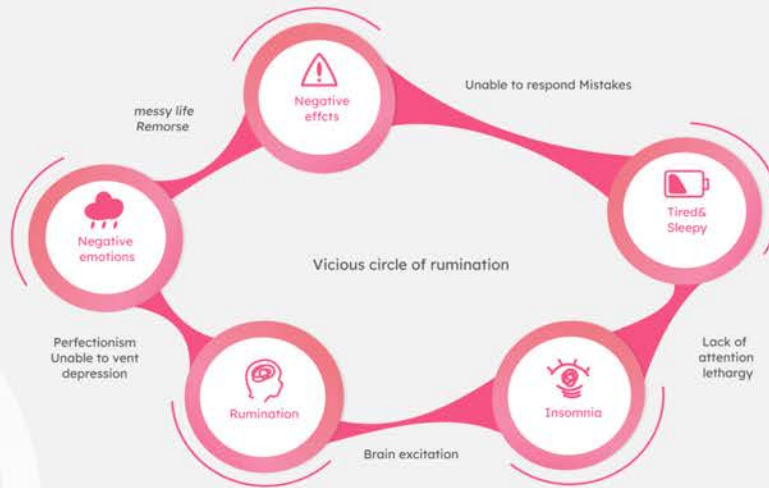 Negative
effcts
Unable to respond Mistakes
messy life
Remorse
Tired&
Sleepy
Negative
emotions
Vicious circle of rumination
Perfectionism
Unable to vent
depression
Lack of
attention
lethargy
Rumination
Insomnia
Brain excitation